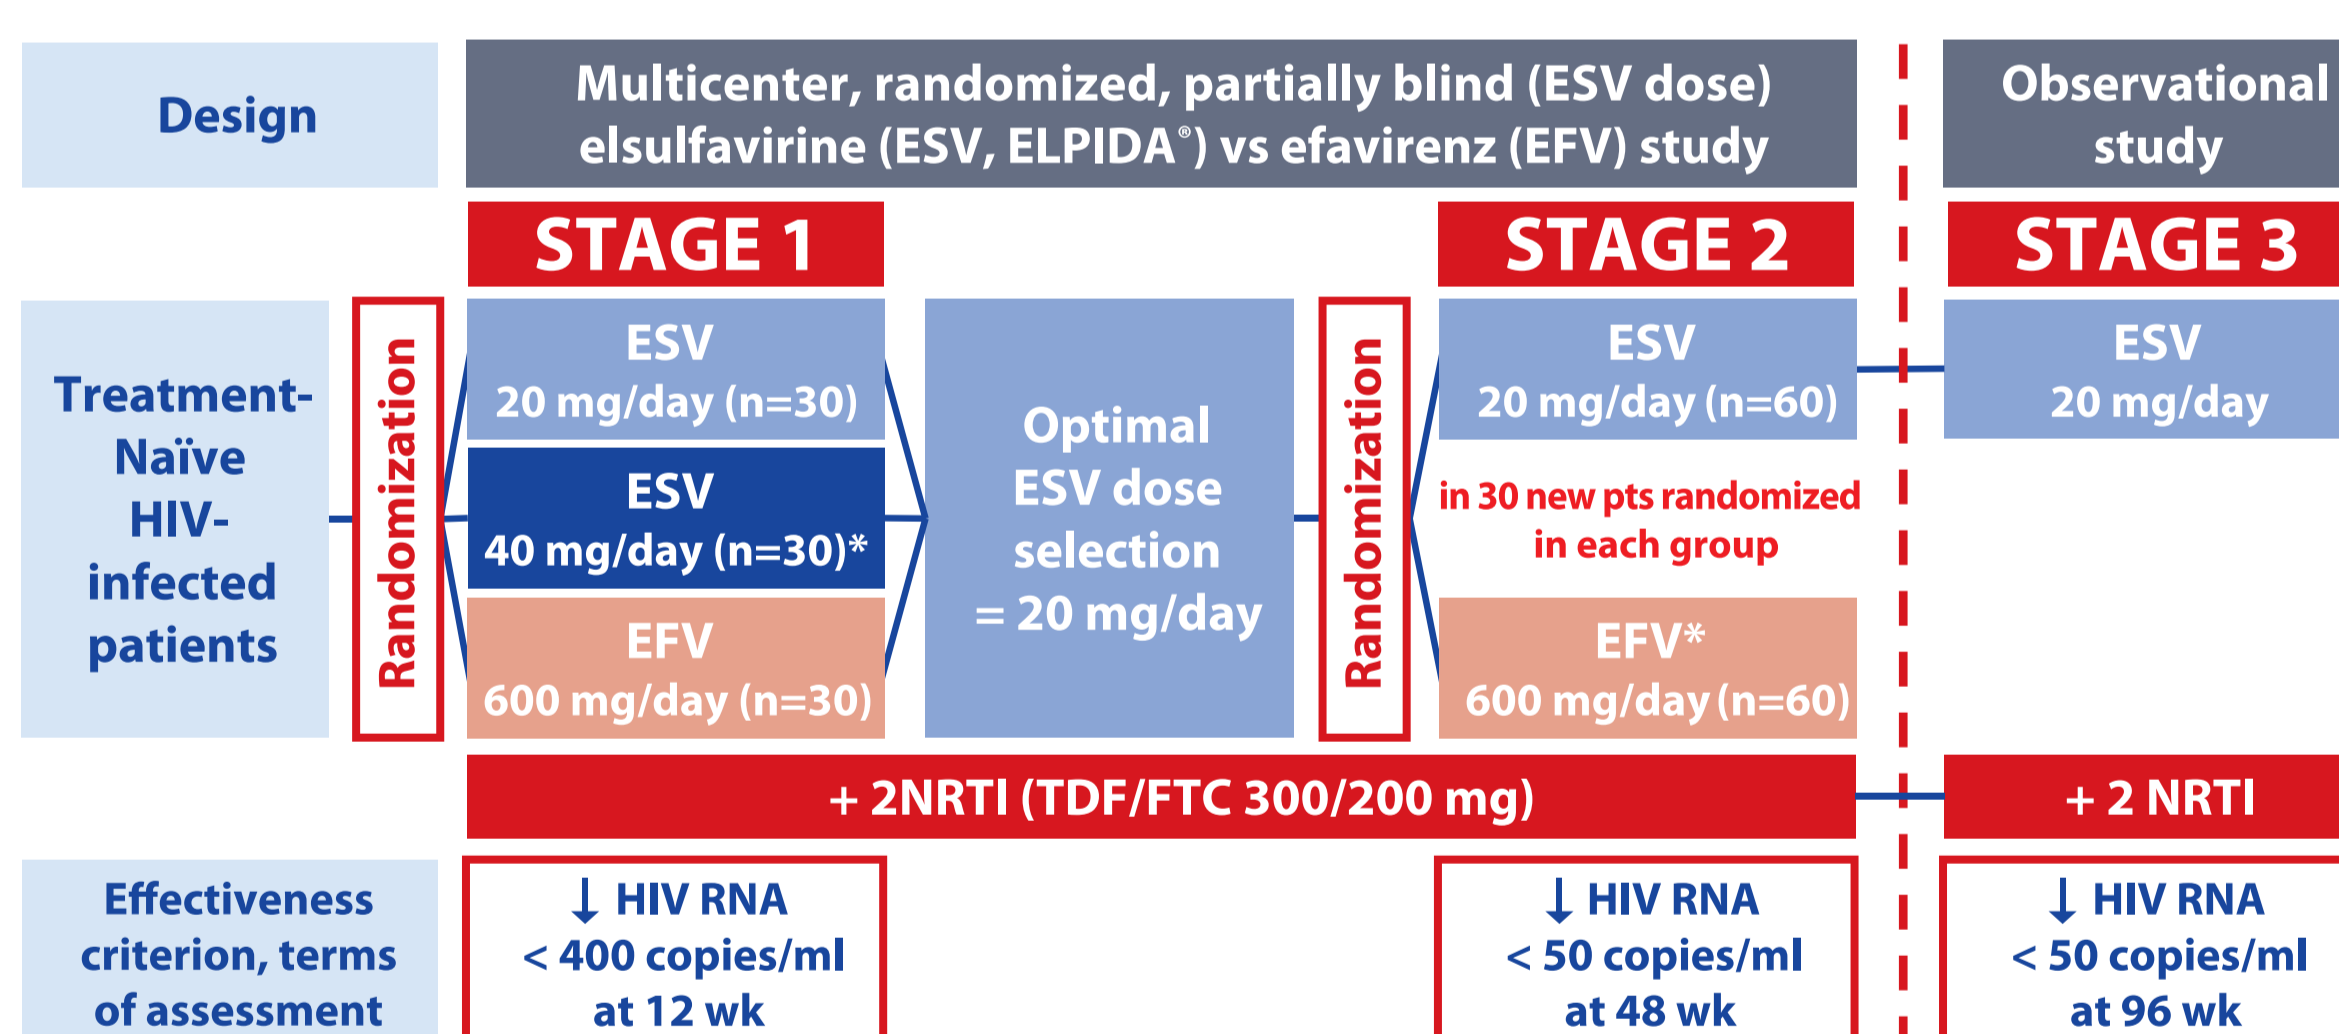 Design
Multicenter, randomized, partially blind (ESV dose)
elsulfavirine (ESV, ELPIDA®) vs efavirenz (EFV) study
Observational
study
STAGE 1
STAGE 2
STAGE 3
Treatment-
Naïve
HIV-
infected
patients
Randomization
ESV
20 mg/day (n=30)
ESV
40 mg/day (n=30)*
EFV
600 mg/day (n=30)
Optimal
ESV dose
selection
= 20 mg/day
Randomization
ESV
20 mg/day (n=60)
in 30 new pts randomized
in each group
EFV*
600 mg/day (n=60)
ESV
20 mg/day
+ 2NRTI (TDF/FTC 300/200 mg)
+ 2 NRTI
Effectiveness
criterion, terms
of assessment
↓ HIV RNA
< 400 copies/ml
at 12 wk
↓ HIV RNA
< 50 copies/ml
at 48 wk
↓ HIV RNA
< 50 copies/ml
at 96 wk